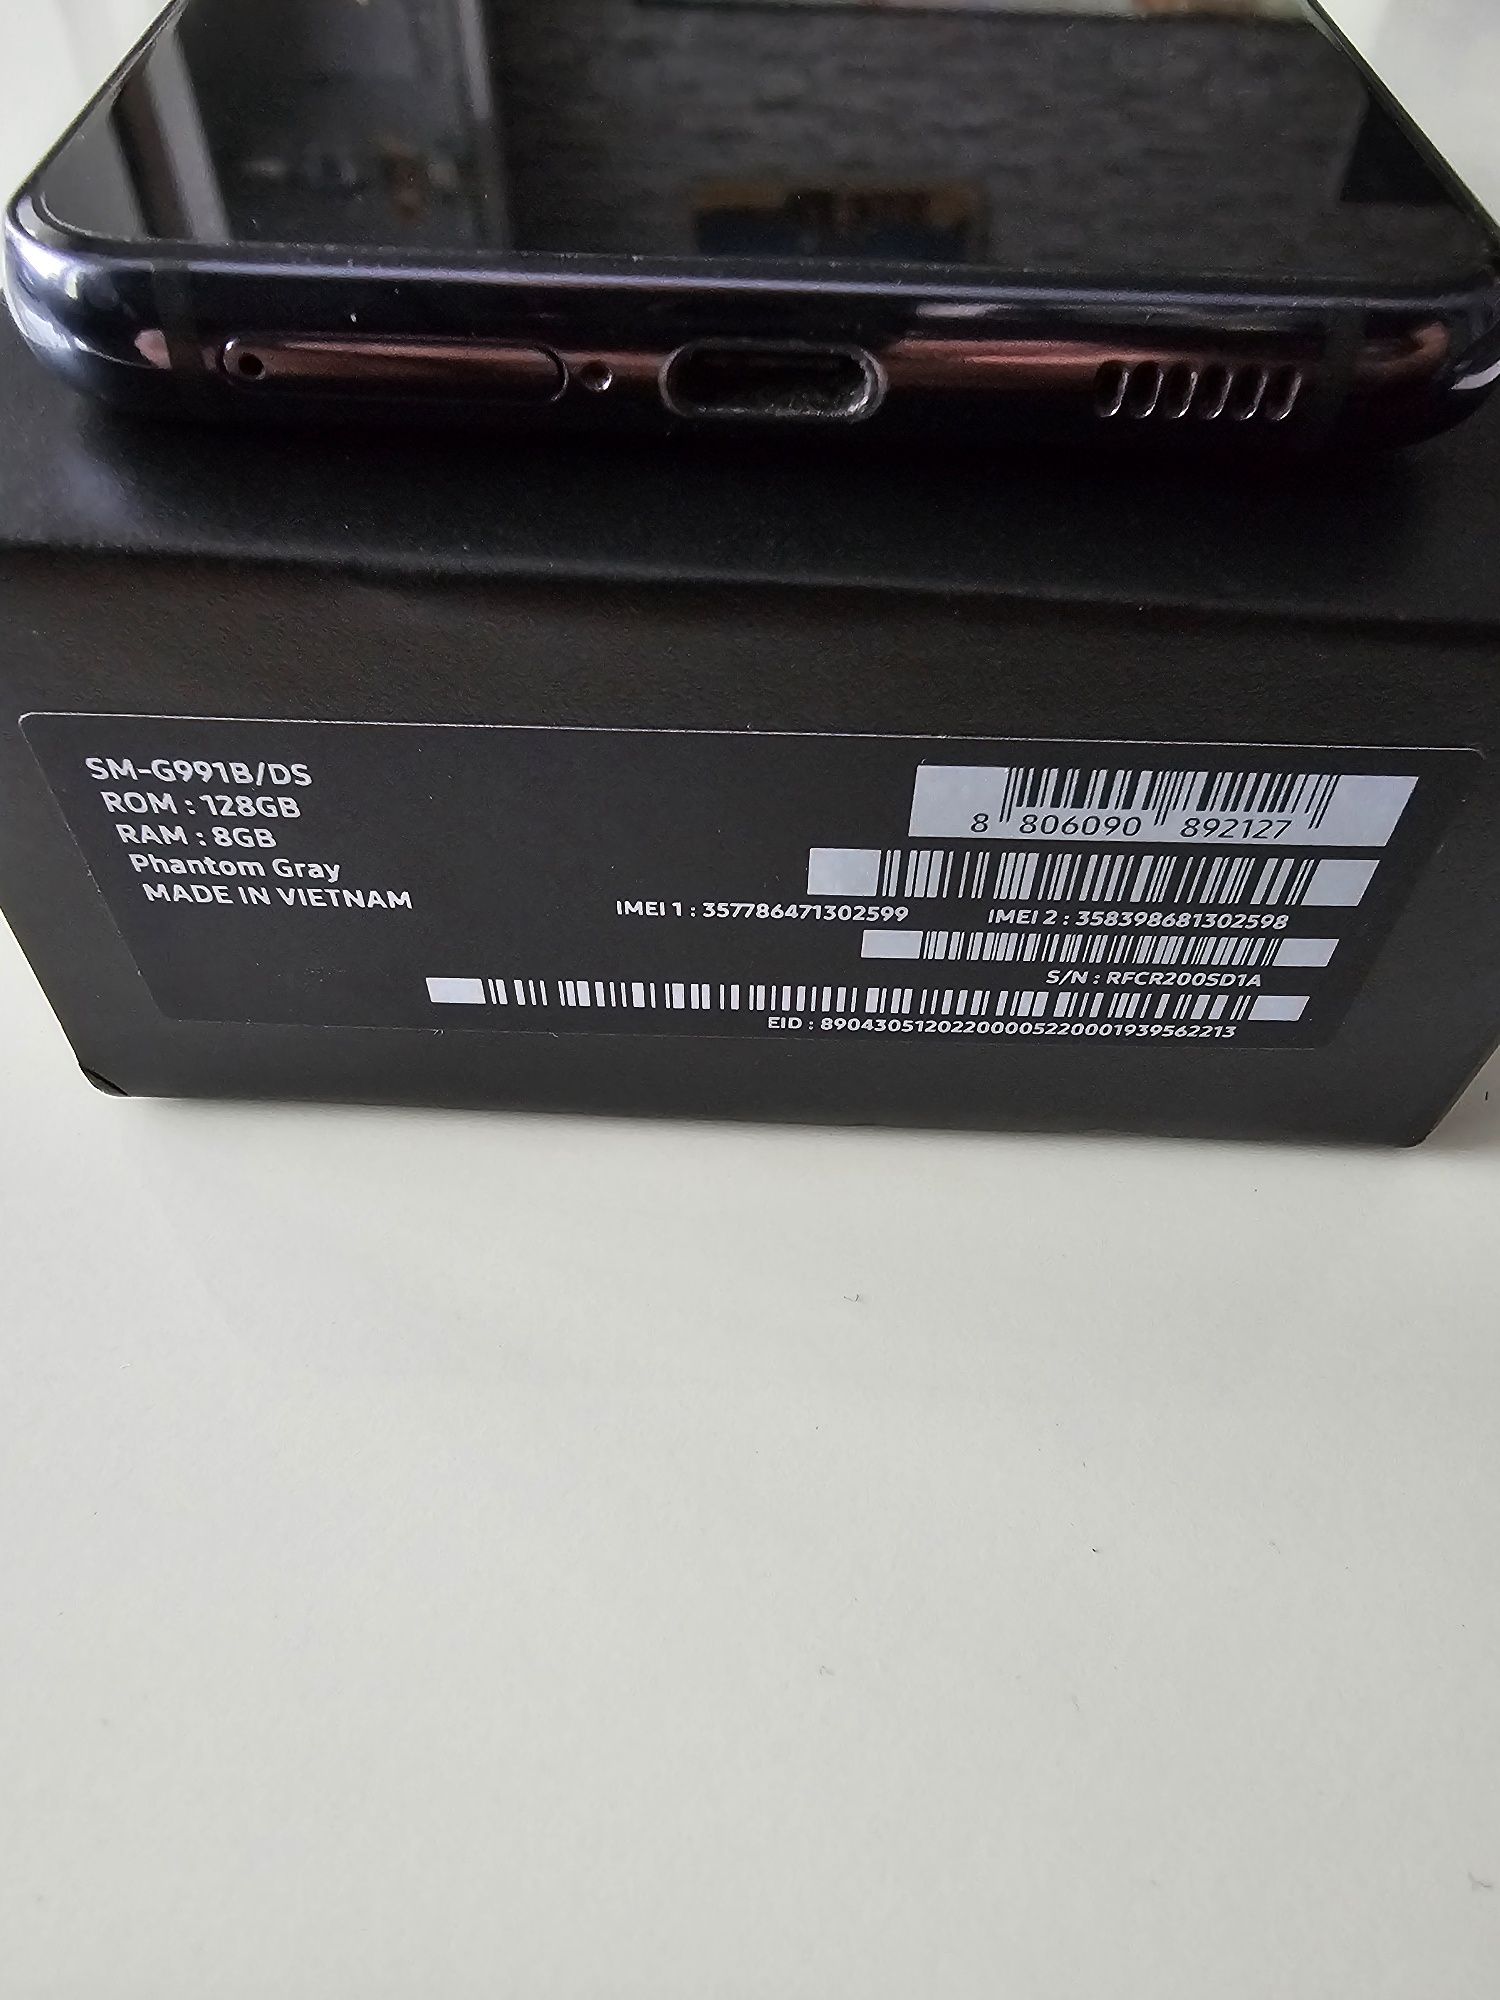 SM-G991B/DS
ROM : 128GB
RAM : 8GB
Phantom Gray
MADE IN VIETNAM
8 806090 892127
IMEI 1 : 357786471302599 IMEI 2 : 358398681302598
S/N : RFCR200SD1A
EID : 89043051202200005220001939562213